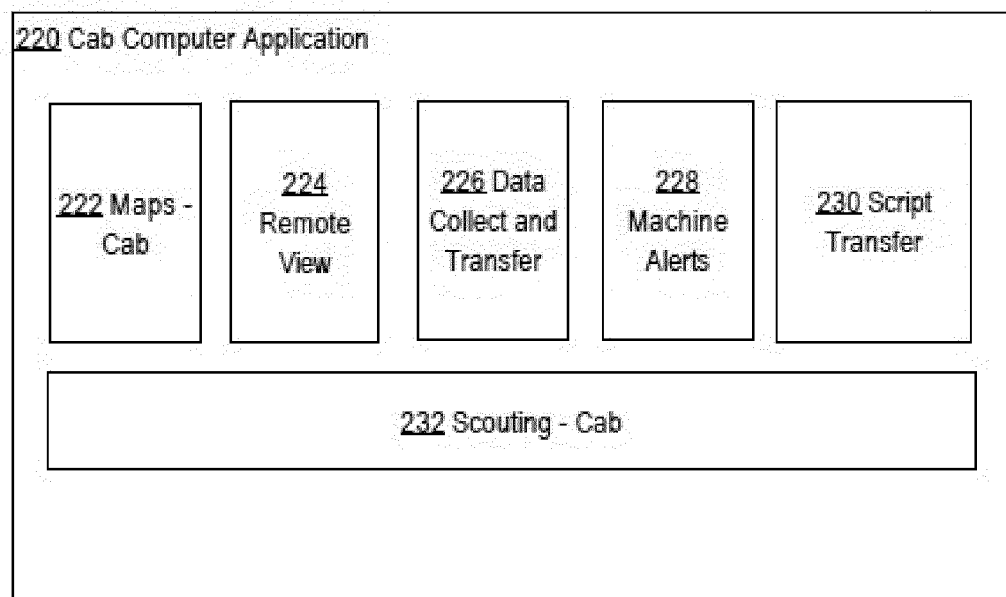 220 Cab Computer Application
222 Maps -
Cab
224
Remote
View
226 Data
Collect and
Transfer
228
Machine
Alerts
230 Script
Transfer
232 Scouting - Cab